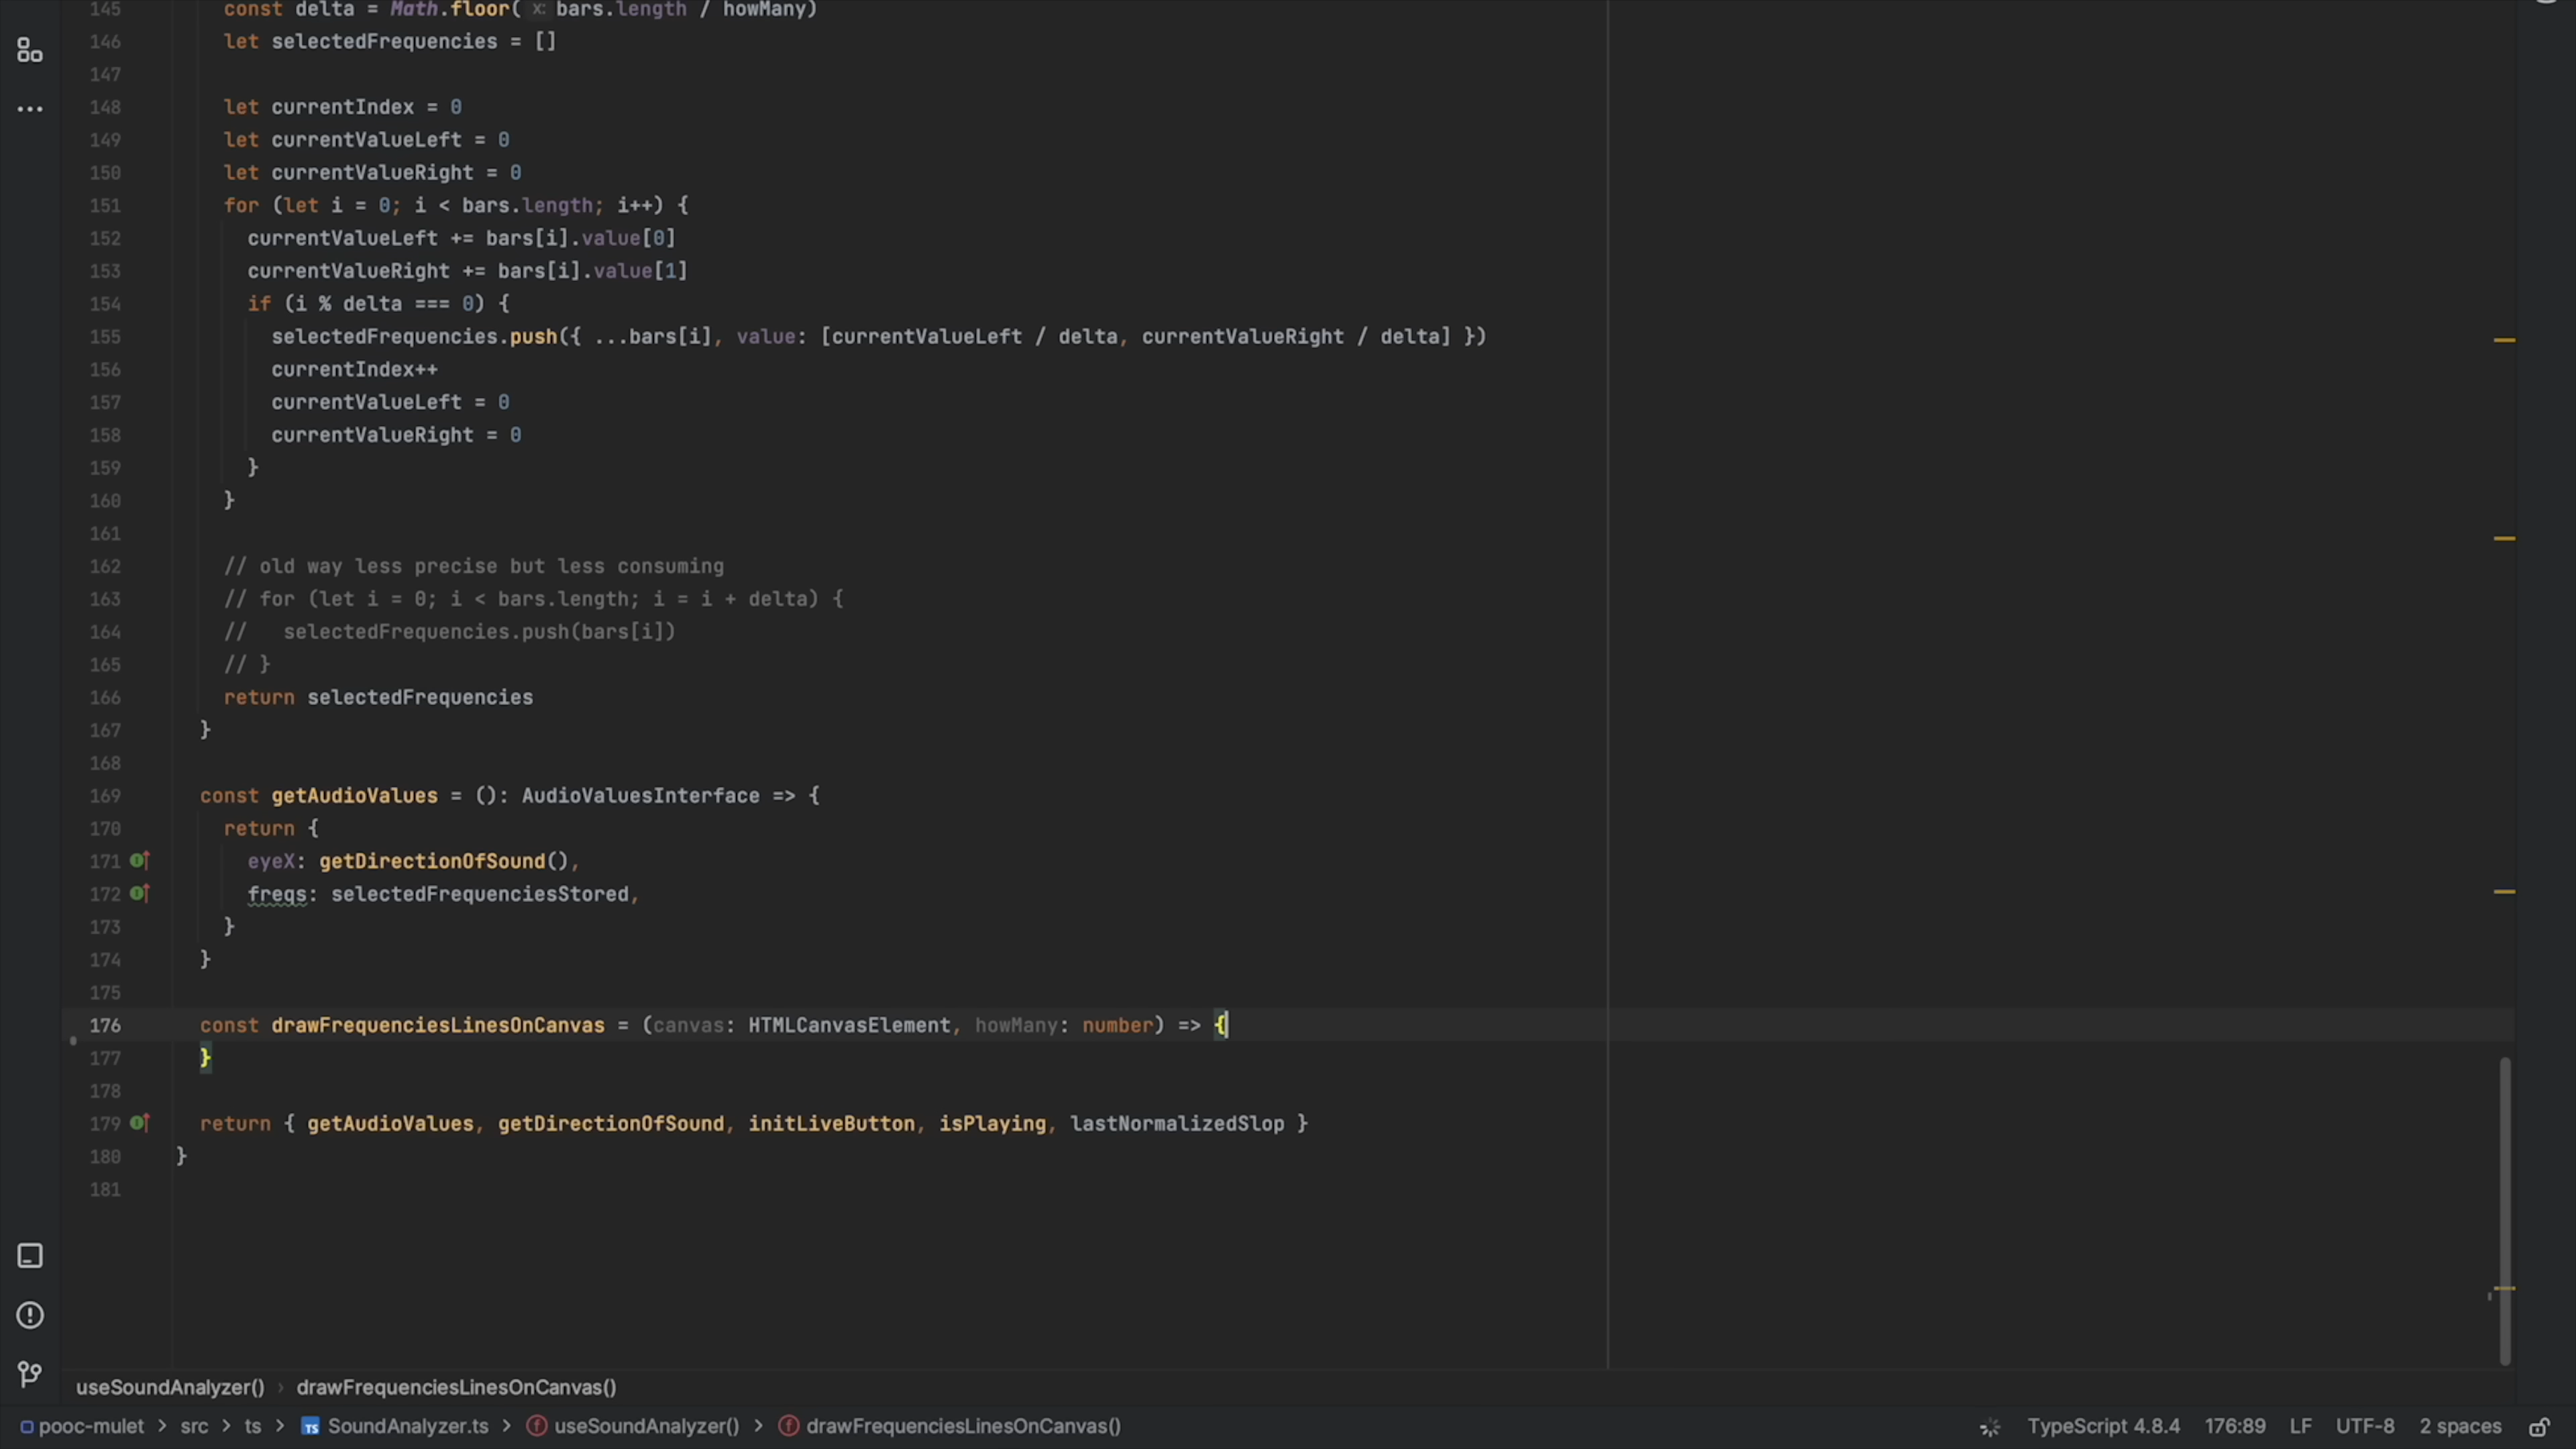 145 const delta = Math.floor( x: bars.length / howMany)
146 let selectedFrequencies = []
147
148 let currentIndex = 0
149 let currentValueLeft = 0
150 let currentValueRight = 0
151 for (let i = 0; i < bars.length; i++) {
152 currentValueLeft += bars[i].value[0]
153 currentValueRight += bars[i].value[1]
154 if (i % delta === 0) {
155 selectedFrequencies.push({ ...bars[i], value: [currentValueLeft / delta, currentValueRight / delta] })
156 currentIndex++
157 currentValueLeft = 0
158 currentValueRight = 0
159 }
160 }
161
162 // old way less precise but less consuming
163 // for (let i = 0; i < bars.length; i = i + delta) {
164 //   selectedFrequencies.push(bars[i])
165 // }
166 return selectedFrequencies
167 }
168
169 const getAudioValues = (): AudioValuesInterface => {
170 return {
171 eyeX: getDirectionOfSound(),
172 freqs: selectedFrequenciesStored,
173 }
174 }
175
176 const drawFrequenciesLinesOnCanvas = (canvas: HTMLCanvasElement, howMany: number) => {
177 }
178
179 return { getAudioValues, getDirectionOfSound, initLiveButton, isPlaying, lastNormalizedSlop }
180 }
181
useSoundAnalyzer() › drawFrequenciesLinesOnCanvas()
pooc-mulet > src > ts > TS SoundAnalyzer.ts > f useSoundAnalyzer() > f drawFrequenciesLinesOnCanvas() TypeScript 4.8.4 176:89 LF UTF-8 2 spaces